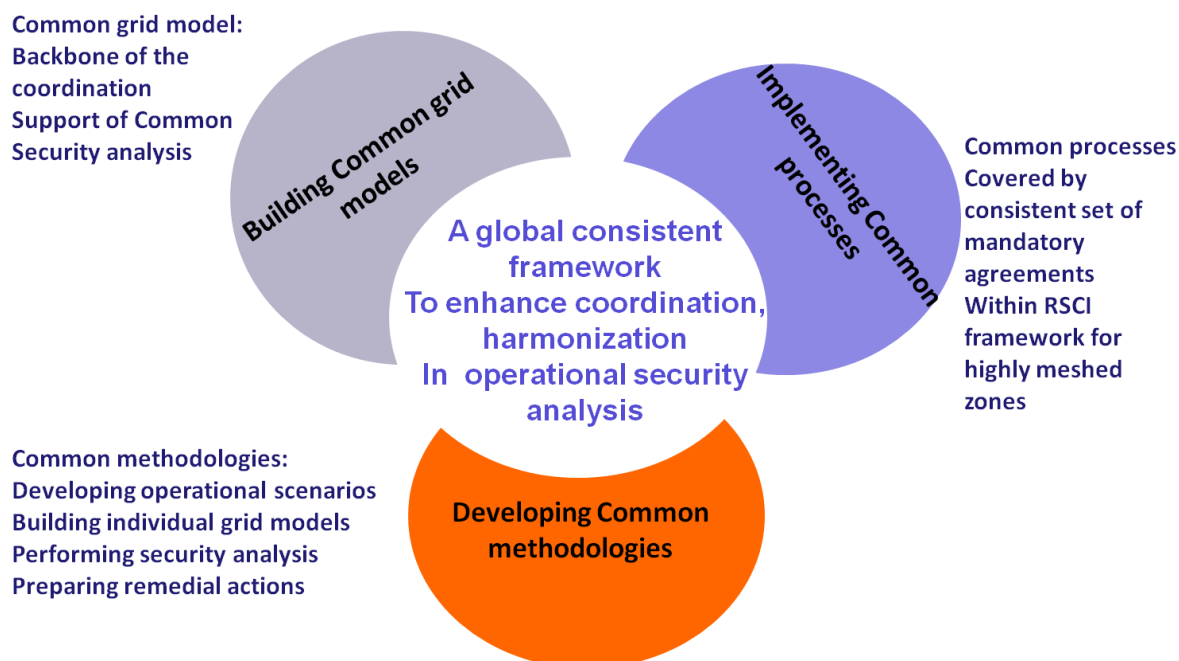 Common grid model:
Backbone of the
coordination
Support of Common
Security analysis
Building Common grid
models
Implementing Common
processes
Common processes
Covered by
consistent set of
mandatory
agreements
Within RSCI
framework for
highly meshed
zones
A global consistent
framework
To enhance coordination,
harmonization
In operational security
analysis
Common methodologies:
Developing operational scenarios
Building individual grid models
Performing security analysis
Preparing remedial actions
Developing Common
methodologies